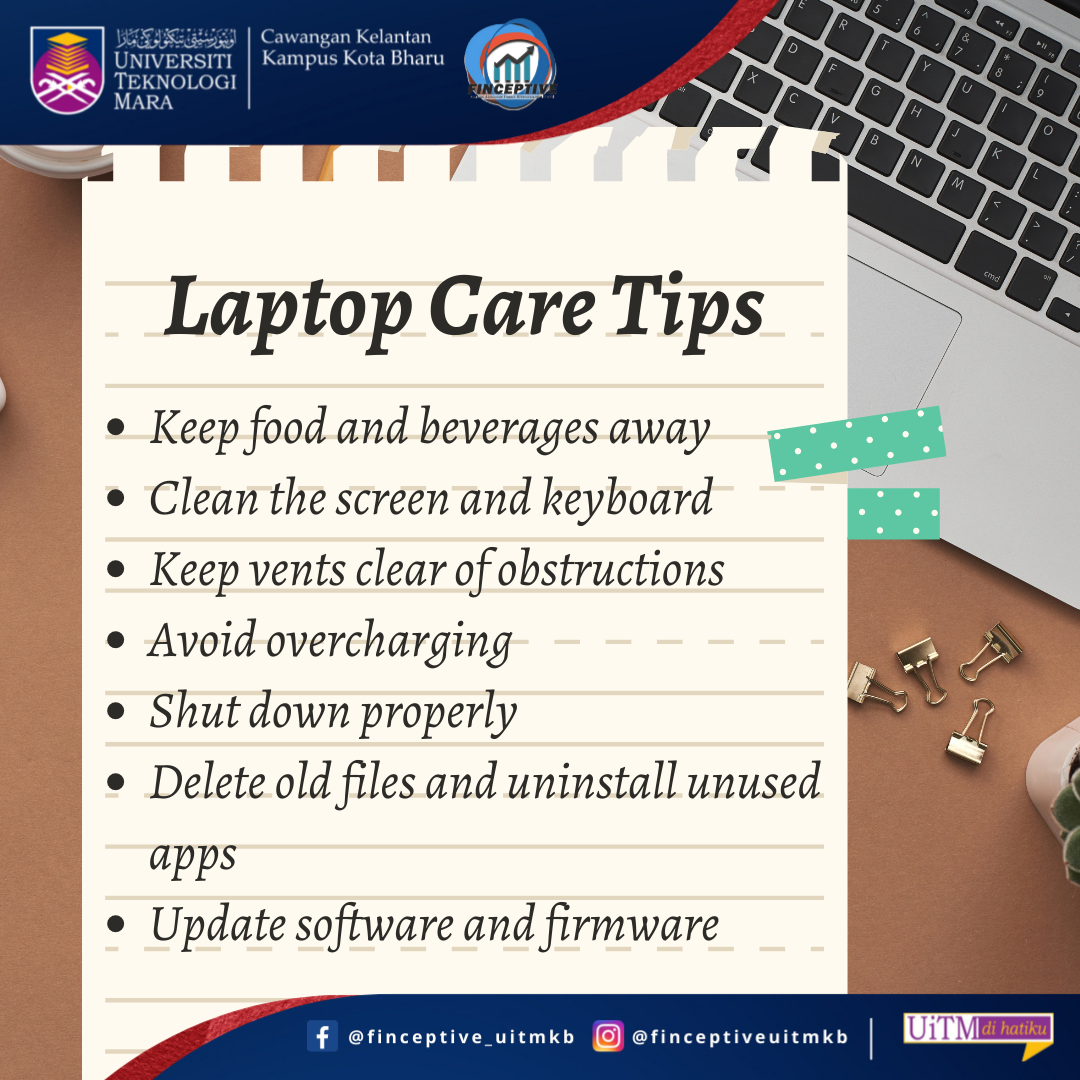 UNIVERSITI
TEKNOLOGI
MARA
Cawangan Kelantan
Kampus Kota Bharu
FINCEPTIVE
Laptop Care Tips
• Keep food and beverages away
• Clean the screen and keyboard
• Keep vents clear of obstructions
• Avoid overcharging
• Shut down properly
• Delete old files and uninstall unused
apps
• Update software and firmware
@finceptive_uitmkb
@finceptiveuitmkb
UiTM di hatiku